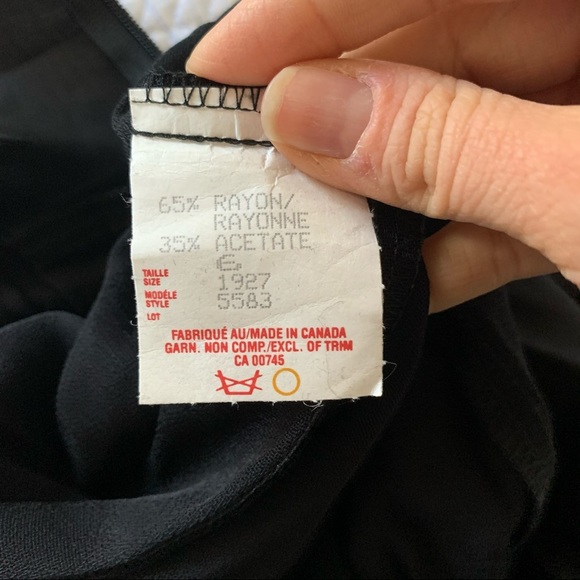 65% RAYON/
RAYONNE
35% ACETATE
6
TAILLE
SIZE 1927
MODÈLE
STYLE 5583
LOT
FABRIQUÉ AU/MADE IN CANADA
GARN. NON COMP./EXCL. OF TRIM
CA 00745